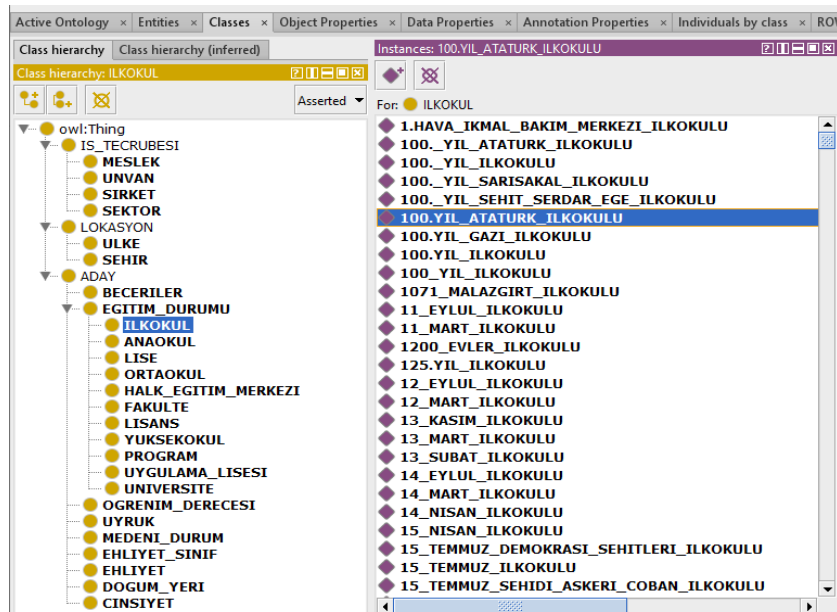 Active Ontology × Entities × Classes × Object Properties × Data Properties × Annotation Properties × Individuals by class ×
Class hierarchy Class hierarchy (inferred)
Class hierarchy: ILKOKUL
Asserted
owl:Thing
IS_TECRUBESI
MESLEK
UNVAN
SIRKET
SEKTOR
LOKASYON
ULKE
SEHIR
ADAY
BECERILER
EGITIM_DURUMU
ILKOKUL
ANAOKUL
LISE
ORTAOKUL
HALK_EGITIM_MERKEZI
FAKULTE
LISANS
YUKSEKOKUL
PROGRAM
UYGULAMA_LISESI
UNIVERSITE
OGRENIM_DERECESI
UYRUK
MEDENI_DURUM
EHLIYET_SINIF
EHLIYET
DOGUM_YERI
CINSIYET
Instances: 100.YIL_ATATURK_ILKOKULU
For: ILKOKUL
1.HAVA_IKMAL_BAKIM_MERKEZI_ILKOKULU
100._YIL_ATATURK_ILKOKULU
100._YIL_ILKOKULU
100._YIL_SARISAKAL_ILKOKULU
100._YIL_SEHIT_SERDAR_EGE_ILKOKULU
100.YIL_ATATURK_ILKOKULU
100.YIL_GAZI_ILKOKULU
100.YIL_ILKOKULU
100_YIL_ILKOKULU
1071_MALAZGIRT_ILKOKULU
11_EYLUL_ILKOKULU
11_MART_ILKOKULU
1200_EVLER_ILKOKULU
125.YIL_ILKOKULU
12_EYLUL_ILKOKULU
12_MART_ILKOKULU
13_KASIM_ILKOKULU
13_MART_ILKOKULU
13_SUBAT_ILKOKULU
14_EYLUL_ILKOKULU
14_MART_ILKOKULU
14_NISAN_ILKOKULU
15_NISAN_ILKOKULU
15_TEMMUZ_DEMOKRASI_SEHITLERI_ILKOKULU
15_TEMMUZ_ILKOKULU
15_TEMMUZ_SEHIDI_ASKERI_COBAN_ILKOKULU